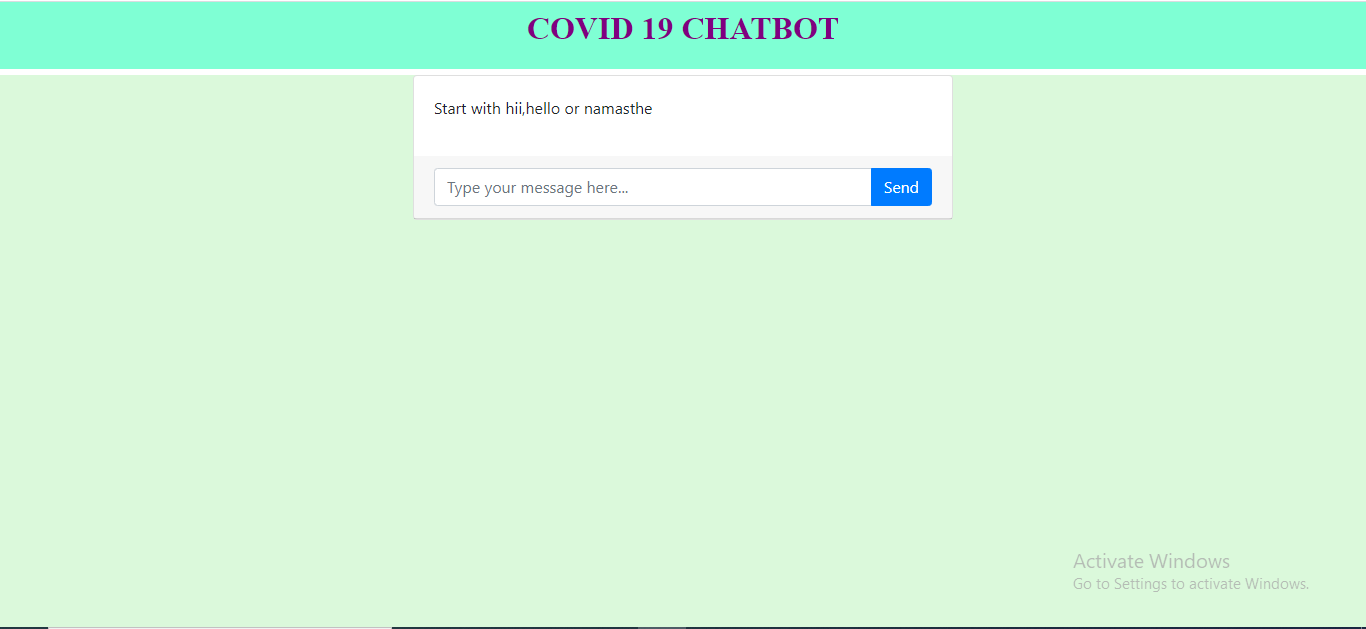 COVID 19 CHATBOT
Start with hii,hello or namasthe
Type your message here...
Send
Activate Windows
Go to Settings to activate Windows.